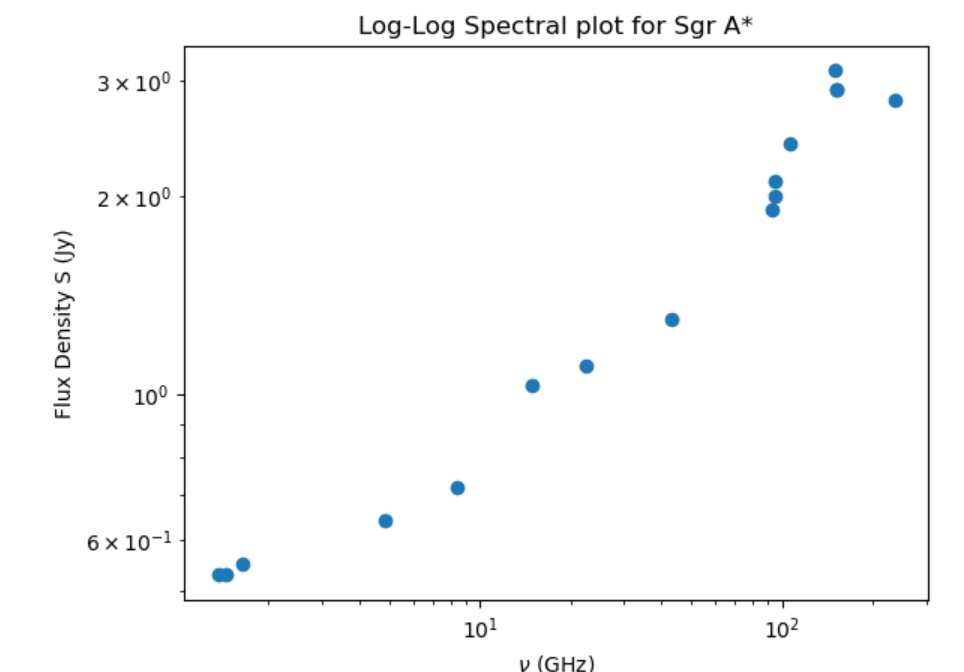 Log-Log Spectral plot for Sgr A*
3 × 10⁰
2 × 10⁰
Flux Density S (Jy)
10⁰
6 × 10⁻¹
10¹
10²
ν (GHz)